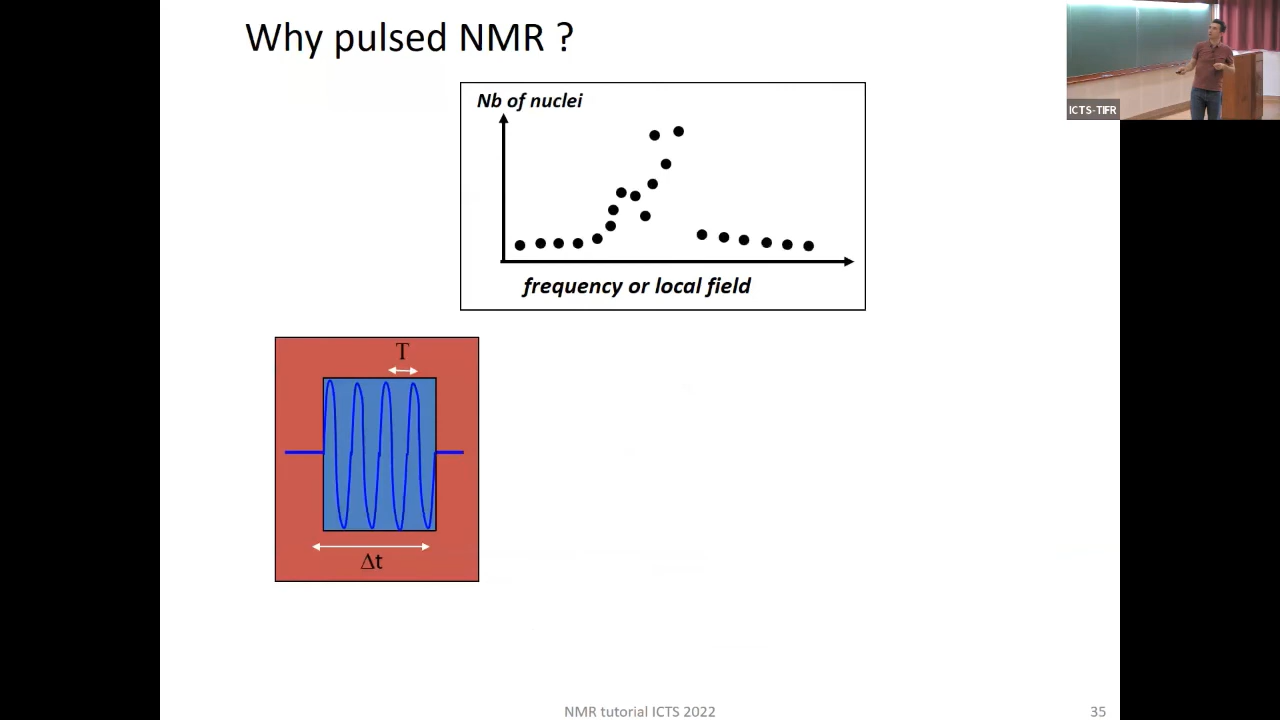 Why pulsed NMR ?
ICTS-TIFR
Nb of nuclei
frequency or local field
T
Δt
NMR tutorial ICTS 2022
35